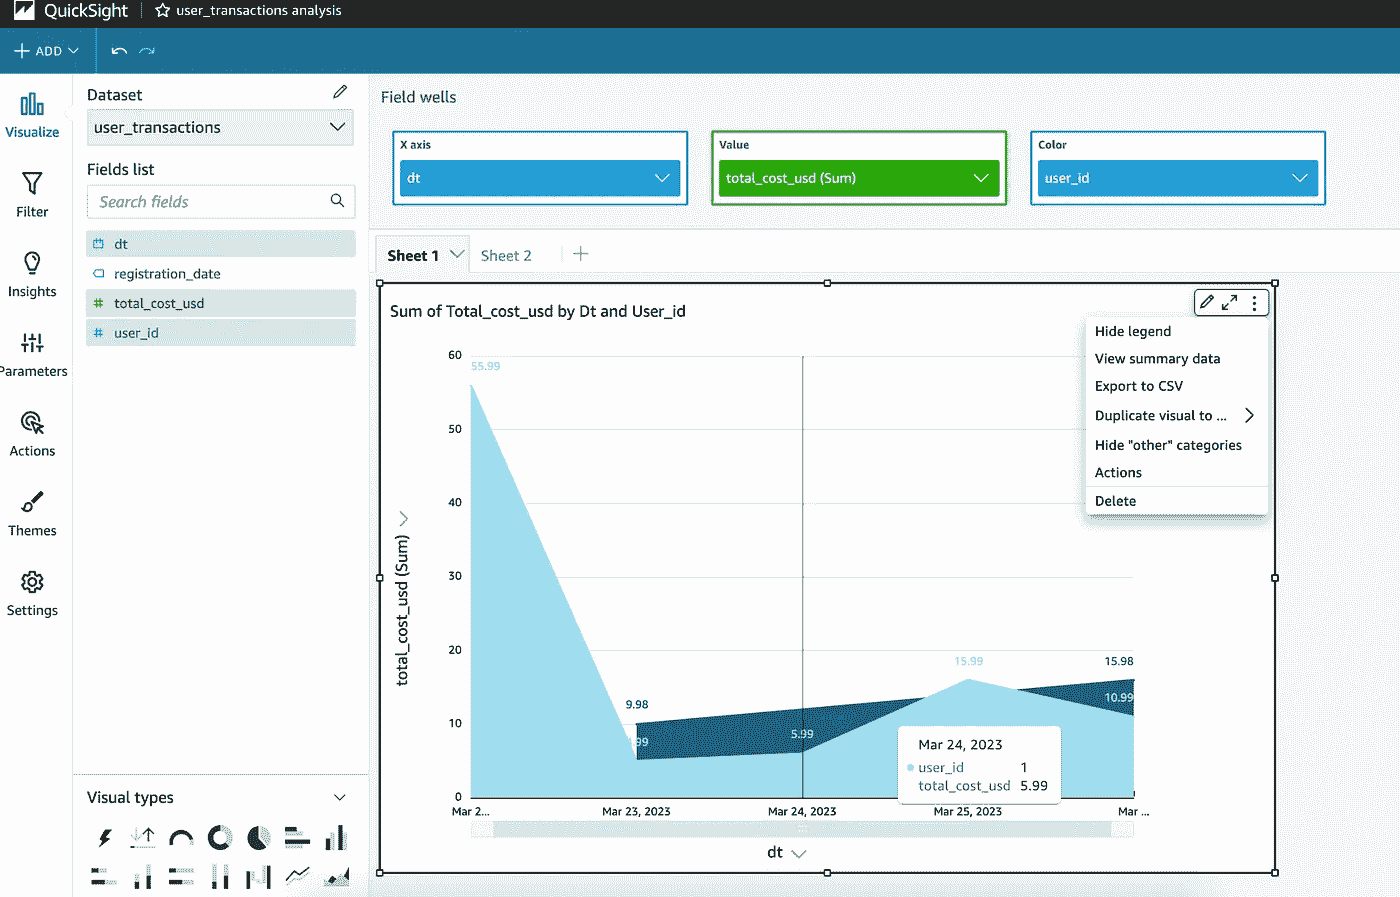 QuickSight
user_transactions analysis
ADD
Visualize
Filter
Insights
Parameters
Actions
Themes
Settings
Dataset
user_transactions
Fields list
Search fields
dt
registration_date
total_cost_usd
user_id
Visual types
Field wells
X axis
dt
Value
total_cost_usd (Sum)
Color
user_id
Sheet 1
Sheet 2
Sum of Total_cost_usd by Dt and User_id
Hide legend
View summary data
Export to CSV
Duplicate visual to ...
Hide "other" categories
Actions
Delete
total_cost_usd (Sum)
60
50
40
30
20
10
0
55.99
9.98
5.99
15.99
15.98
10.99
Mar 24, 2023
user_id 1
total_cost_usd 5.99
Mar 2...
Mar 23, 2023
Mar 24, 2023
Mar 25, 2023
Mar ...
dt